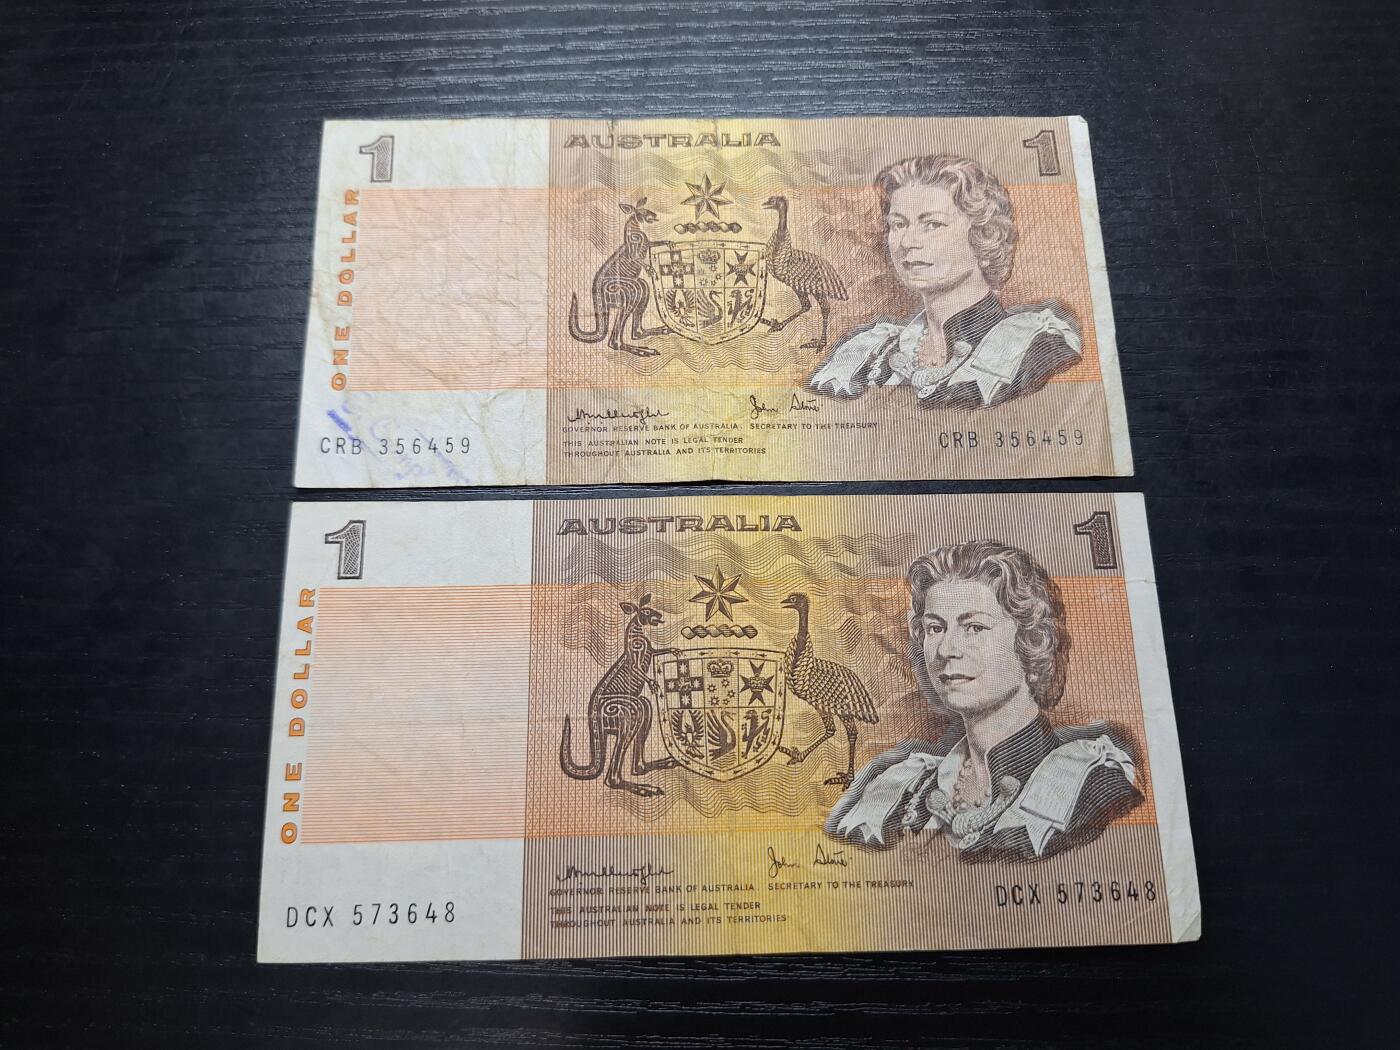 1
AUSTRALIA
1
ONE DOLLAR
GOVERNOR RESERVE BANK OF AUSTRALIA. SECRETARY TO THE TREASURY
THIS AUSTRALIAN NOTE IS LEGAL TENDER
THROUGHOUT AUSTRALIA AND ITS TERRITORIES
CRB 356459
CRB 356459
1
AUSTRALIA
1
ONE DOLLAR
John Stone
GOVERNOR RESERVE BANK OF AUSTRALIA SECRETARY TO THE TREASURY
THIS AUSTRALIAN NOTE IS LEGAL TENDER
THROUGHOUT AUSTRALIA AND ITS TERRITORIES
DCX 573648
DCX 573648